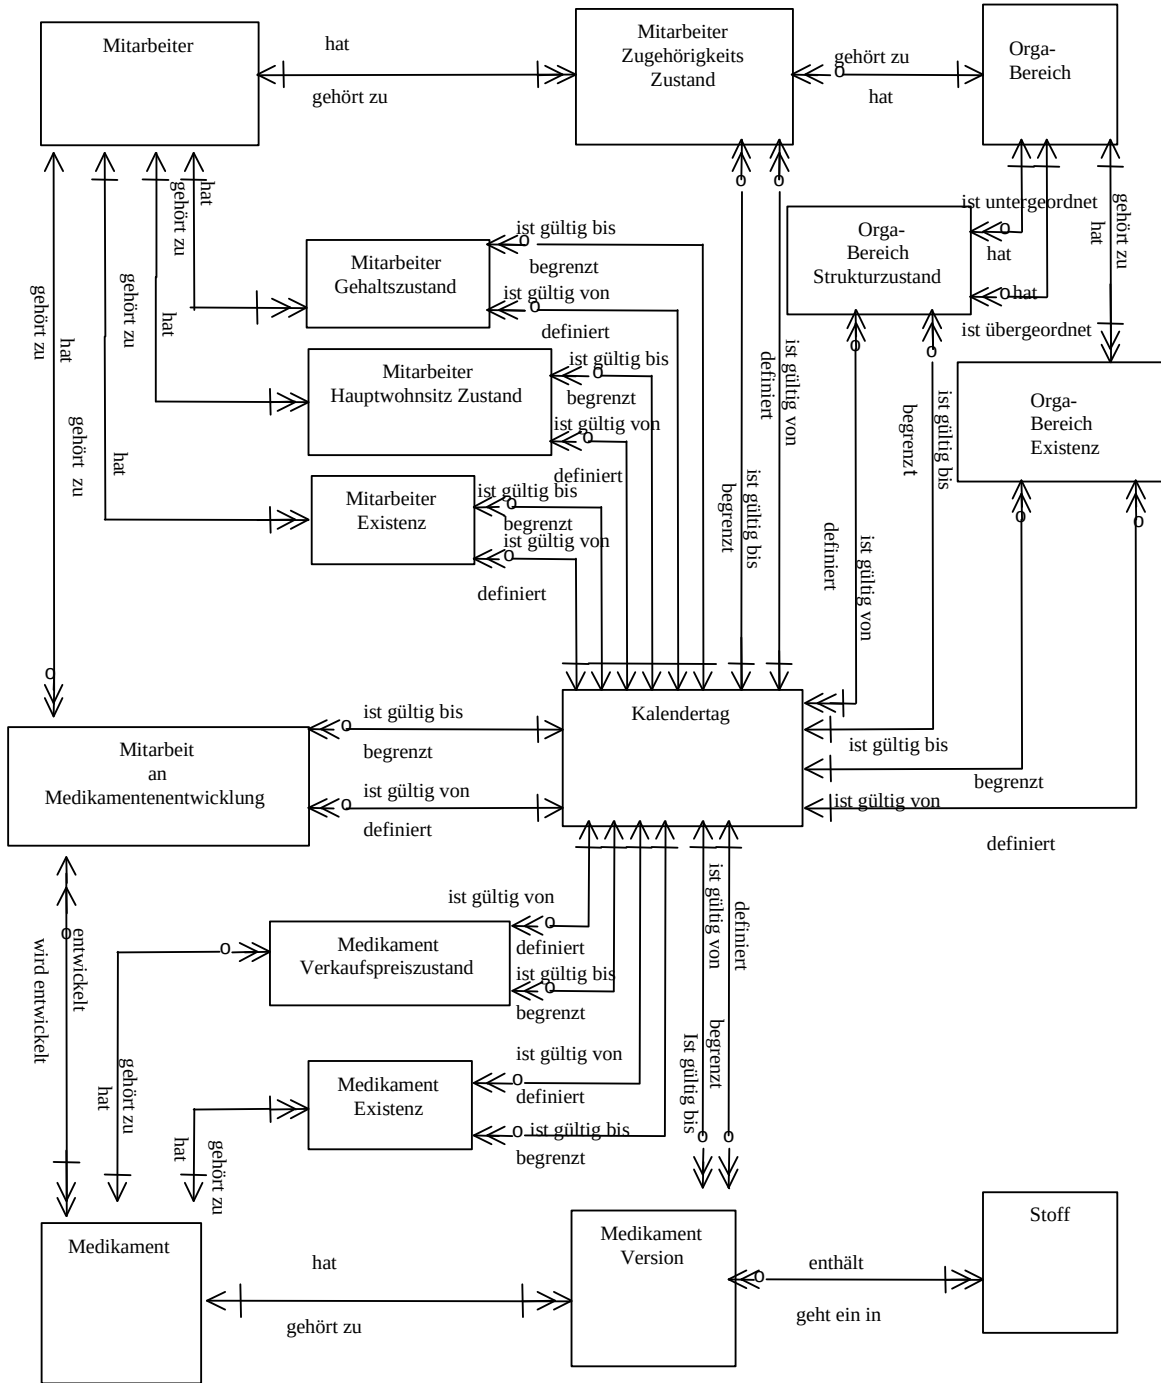 Mitarbeiter
hat
gehört zu
Mitarbeiter
Zugehörigkeits
Zustand
gehört zu
o
hat
Orga-
Bereich
hat
gehört zu
o
o
ist untergeordnet
o
hat
o
hat
ist übergeordnet
Orga-
Bereich
Strukturzustand
gehört zu
hat
ist gültig bis
o
begrenzt
Mitarbeiter
Gehaltszustand
ist gültig von
o
definiert
gehört zu
hat
hat
gehört zu
Mitarbeiter
Hauptwohnsitz Zustand
ist gültig bis
o
begrenzt
ist gültig von
o
definiert
ist gültig von
definiert
o
o
ist gültig bis
begrenzt
Orga-
Bereich
Existenz
gehört zu
hat
Mitarbeiter
Existenz
ist gültig bis
o
begrenzt
ist gültig von
o
definiert
ist gültig bis
begrenzt
ist gültig von
definiert
o
o
o
Mitarbeit
an
Medikamentenentwicklung
o
ist gültig bis
begrenzt
o
ist gültig von
definiert
Kalendertag
ist gültig bis
begrenzt
ist gültig von
definiert
o
entwickelt
wird entwickelt
o
Medikament
Verkaufspreiszustand
ist gültig von
o
definiert
ist gültig bis
o
begrenzt
ist gültig von
definiert
Ist gültig bis
begrenzt
o
o
gehört zu
hat
Medikament
Existenz
ist gültig von
o
definiert
o
ist gültig bis
begrenzt
gehört zu
hat
Medikament
hat
gehört zu
Medikament
Version
o
enthält
geht ein in
Stoff